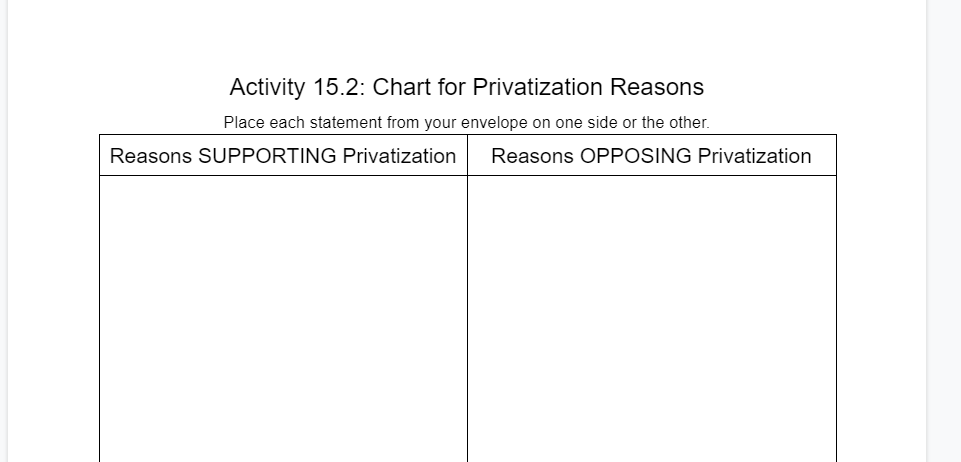 Activity 15.2: Chart for Privatization Reasons
Place each statement from your envelope on one side or the other.
Reasons SUPPORTING Privatization
Reasons OPPOSING Privatization